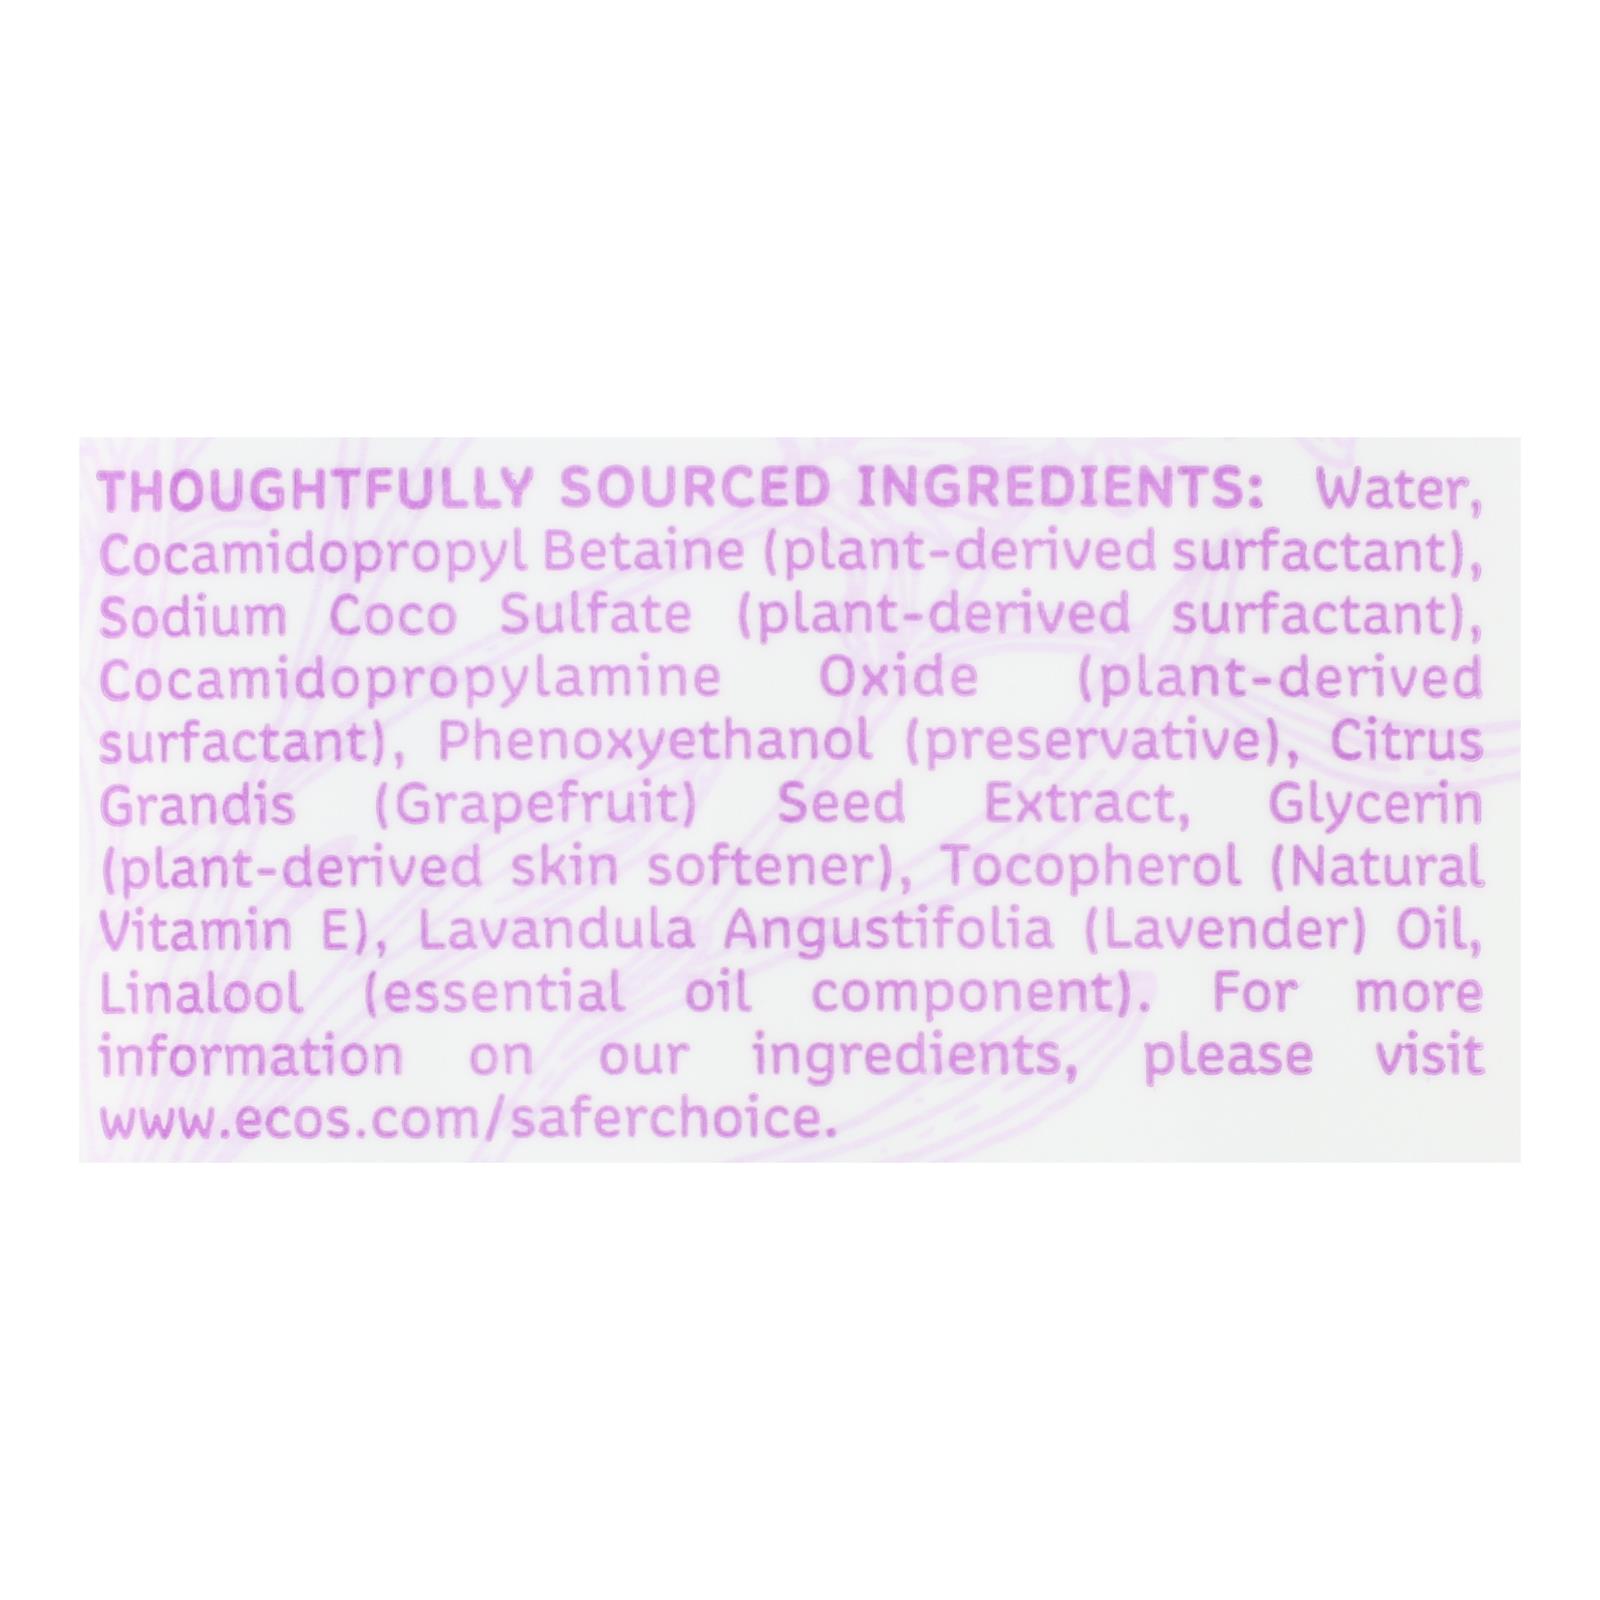 THOUGHTFULLY SOURCED INGREDIENTS: Water,
Cocamidopropyl Betaine (plant-derived surfactant),
Sodium Coco Sulfate (plant-derived surfactant),
Cocamidopropylamine Oxide (plant-derived
surfactant), Phenoxyethanol (preservative), Citrus
Grandis (Grapefruit) Seed Extract, Glycerin
(plant-derived skin softener), Tocopherol (Natural
Vitamin E), Lavandula Angustifolia (Lavender) Oil,
Linalool (essential oil component). For more
information on our ingredients, please visit
www.ecos.com/saferchoice.